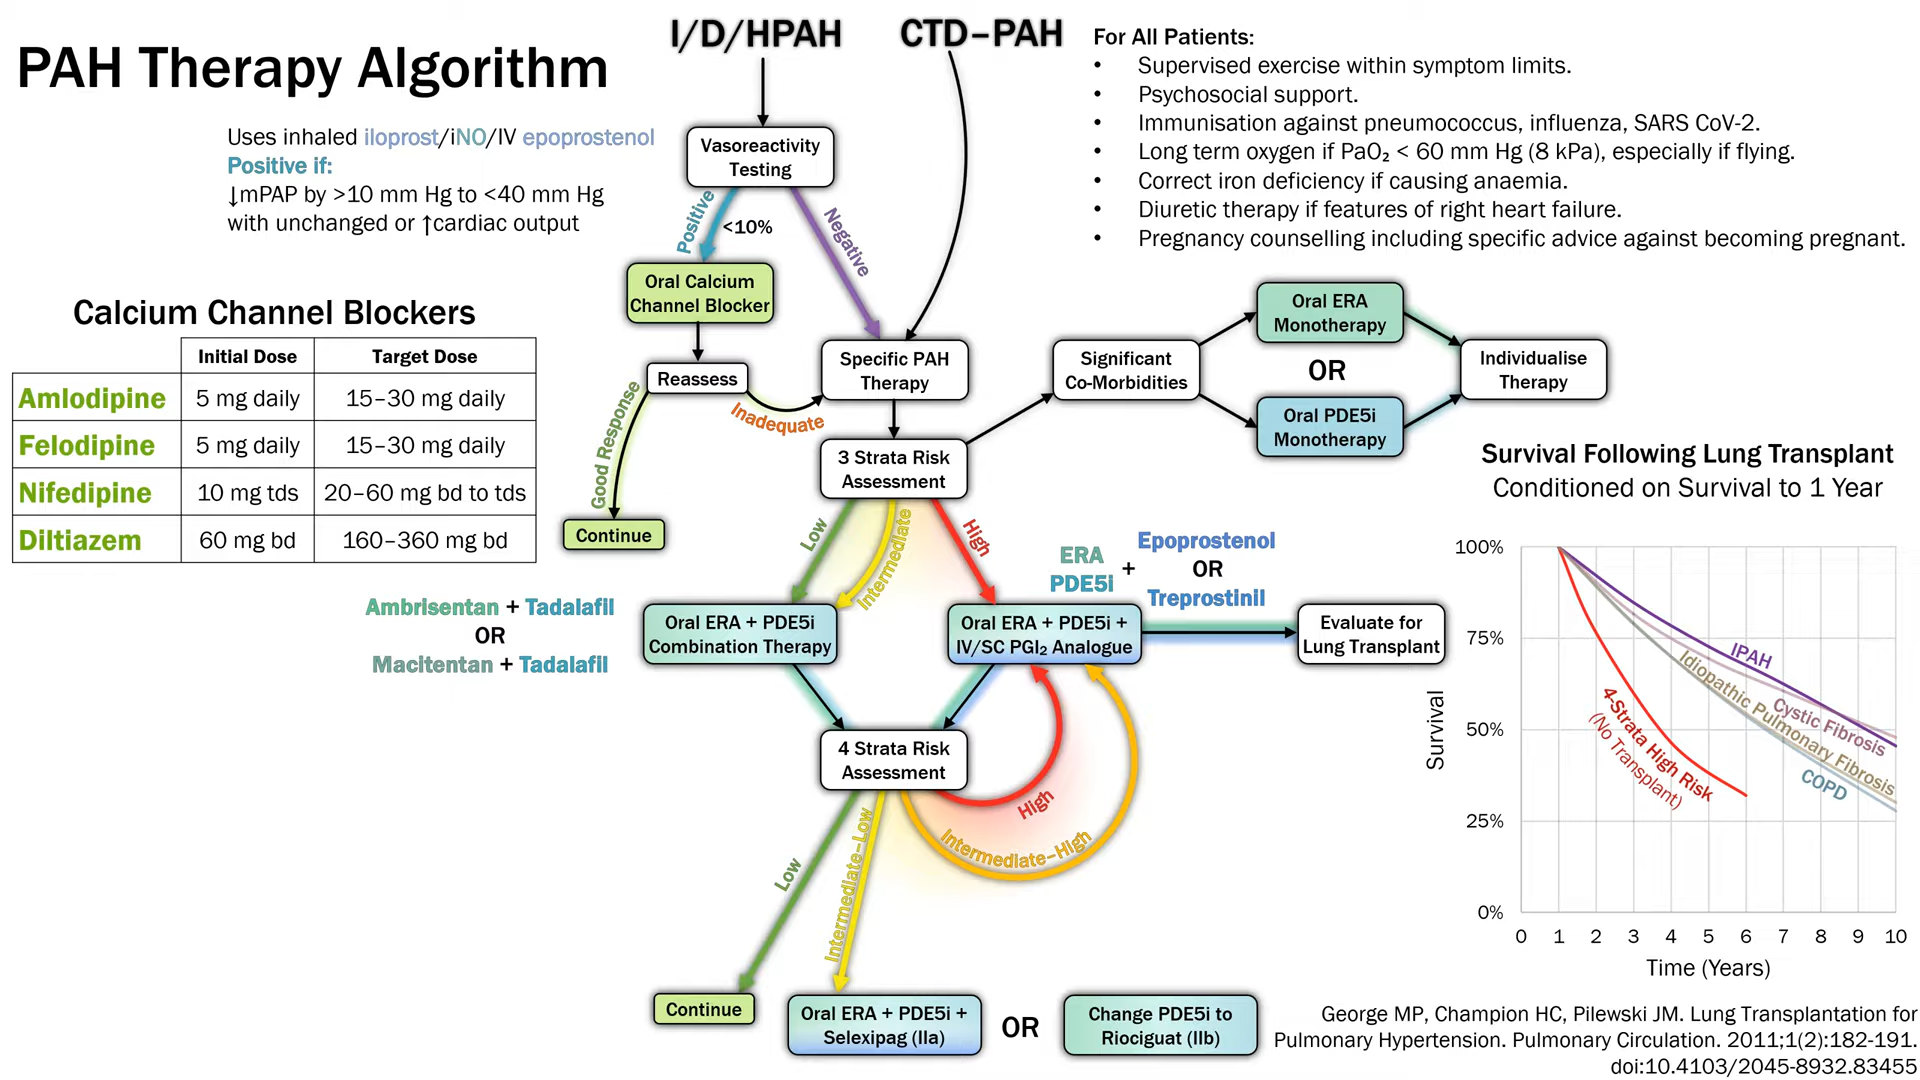 PAH Therapy Algorithm
I/D/HPAH
CTD–PAH
Uses inhaled iloprost/iNO/IV epoprostenol
Positive if:
↓mPAP by >10 mm Hg to <40 mm Hg
with unchanged or ↑cardiac output
For All Patients:
• Supervised exercise within symptom limits.
• Psychosocial support.
• Immunisation against pneumococcus, influenza, SARS CoV-2.
• Long term oxygen if PaO₂ < 60 mm Hg (8 kPa), especially if flying.
• Correct iron deficiency if causing anaemia.
• Diuretic therapy if features of right heart failure.
• Pregnancy counselling including specific advice against becoming pregnant.
Vasoreactivity
Testing
Positive
<10%
Negative
Oral Calcium
Channel Blocker
Reassess
Good Response
Inadequate
Continue
Calcium Channel Blockers
Initial Dose Target Dose
Amlodipine 5 mg daily 15–30 mg daily
Felodipine 5 mg daily 15–30 mg daily
Nifedipine 10 mg tds 20–60 mg bd to tds
Diltiazem 60 mg bd 160–360 mg bd
Specific PAH
Therapy
3 Strata Risk
Assessment
Significant
Co-Morbidities
Oral ERA
Monotherapy
OR
Oral PDE5i
Monotherapy
Individualise
Therapy
Low
Intermediate
High
Ambrisentan + Tadalafil
OR
Macitentan + Tadalafil
Oral ERA + PDE5i
Combination Therapy
ERA
PDE5i
+
Epoprostenol
OR
Treprostinil
Oral ERA + PDE5i +
IV/SC PGI₂ Analogue
Evaluate for
Lung Transplant
4 Strata Risk
Assessment
High
Intermediate–High
Low
Intermediate–Low
Continue
Oral ERA + PDE5i +
Selexipag (IIa)
OR
Change PDE5i to
Riociguat (IIb)
Survival Following Lung Transplant
Conditioned on Survival to 1 Year
100%
75%
50%
25%
0%
Survival
IPAH
Cystic Fibrosis
Idiopathic Pulmonary Fibrosis
COPD
4-Strata High Risk
(No Transplant)
0 1 2 3 4 5 6 7 8 9 10
Time (Years)
George MP, Champion HC, Pilewski JM. Lung Transplantation for
Pulmonary Hypertension. Pulmonary Circulation. 2011;1(2):182-191.
doi:10.4103/2045-8932.83455